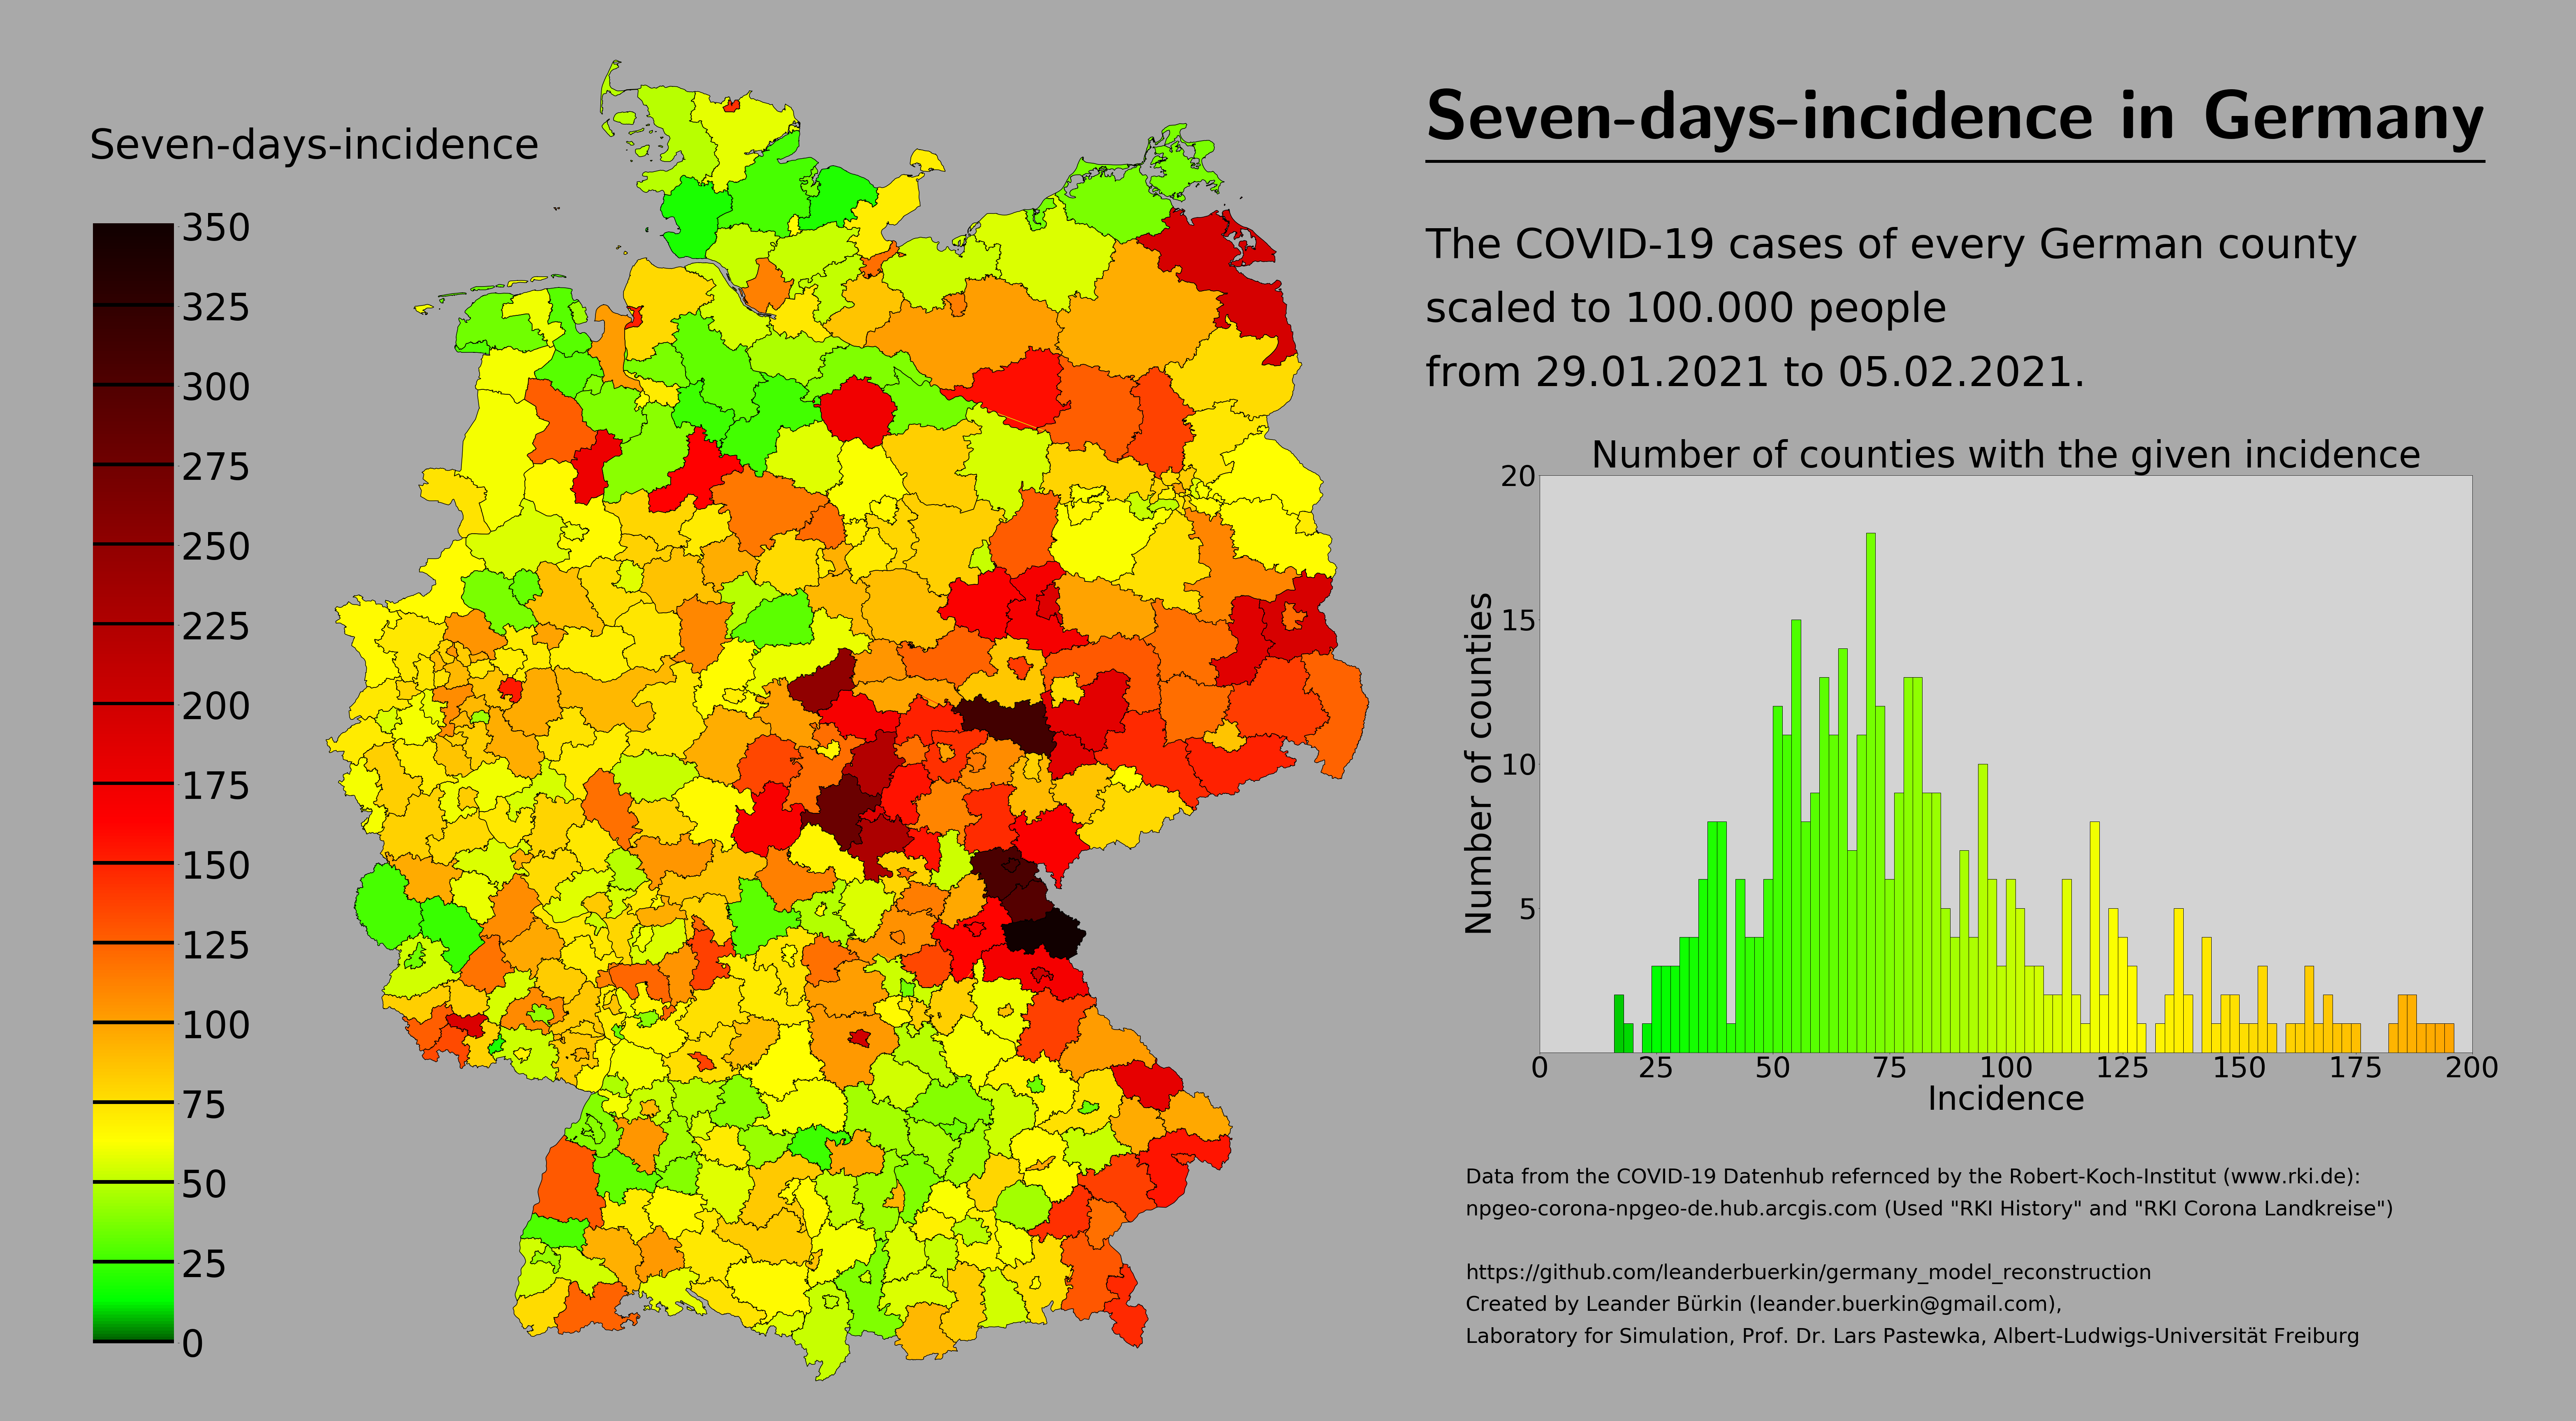 Seven-days-incidence in Germany
Seven-days-incidence
350
325
300
275
250
225
200
175
150
125
100
75
50
25
0
The COVID-19 cases of every German county
scaled to 100.000 people
from 29.01.2021 to 05.02.2021.
Number of counties with the given incidence
20
15
10
5
Number of counties
0 25 50 75 100 125 150 175 200
Incidence
Data from the COVID-19 Datenhub refernced by the Robert-Koch-Institut (www.rki.de):
npgeo-corona-npgeo-de.hub.arcgis.com (Used "RKI History" and "RKI Corona Landkreise")
https://github.com/leanderbuerkin/germany_model_reconstruction
Created by Leander Bürkin (leander.buerkin@gmail.com),
Laboratory for Simulation, Prof. Dr. Lars Pastewka, Albert-Ludwigs-Universität Freiburg